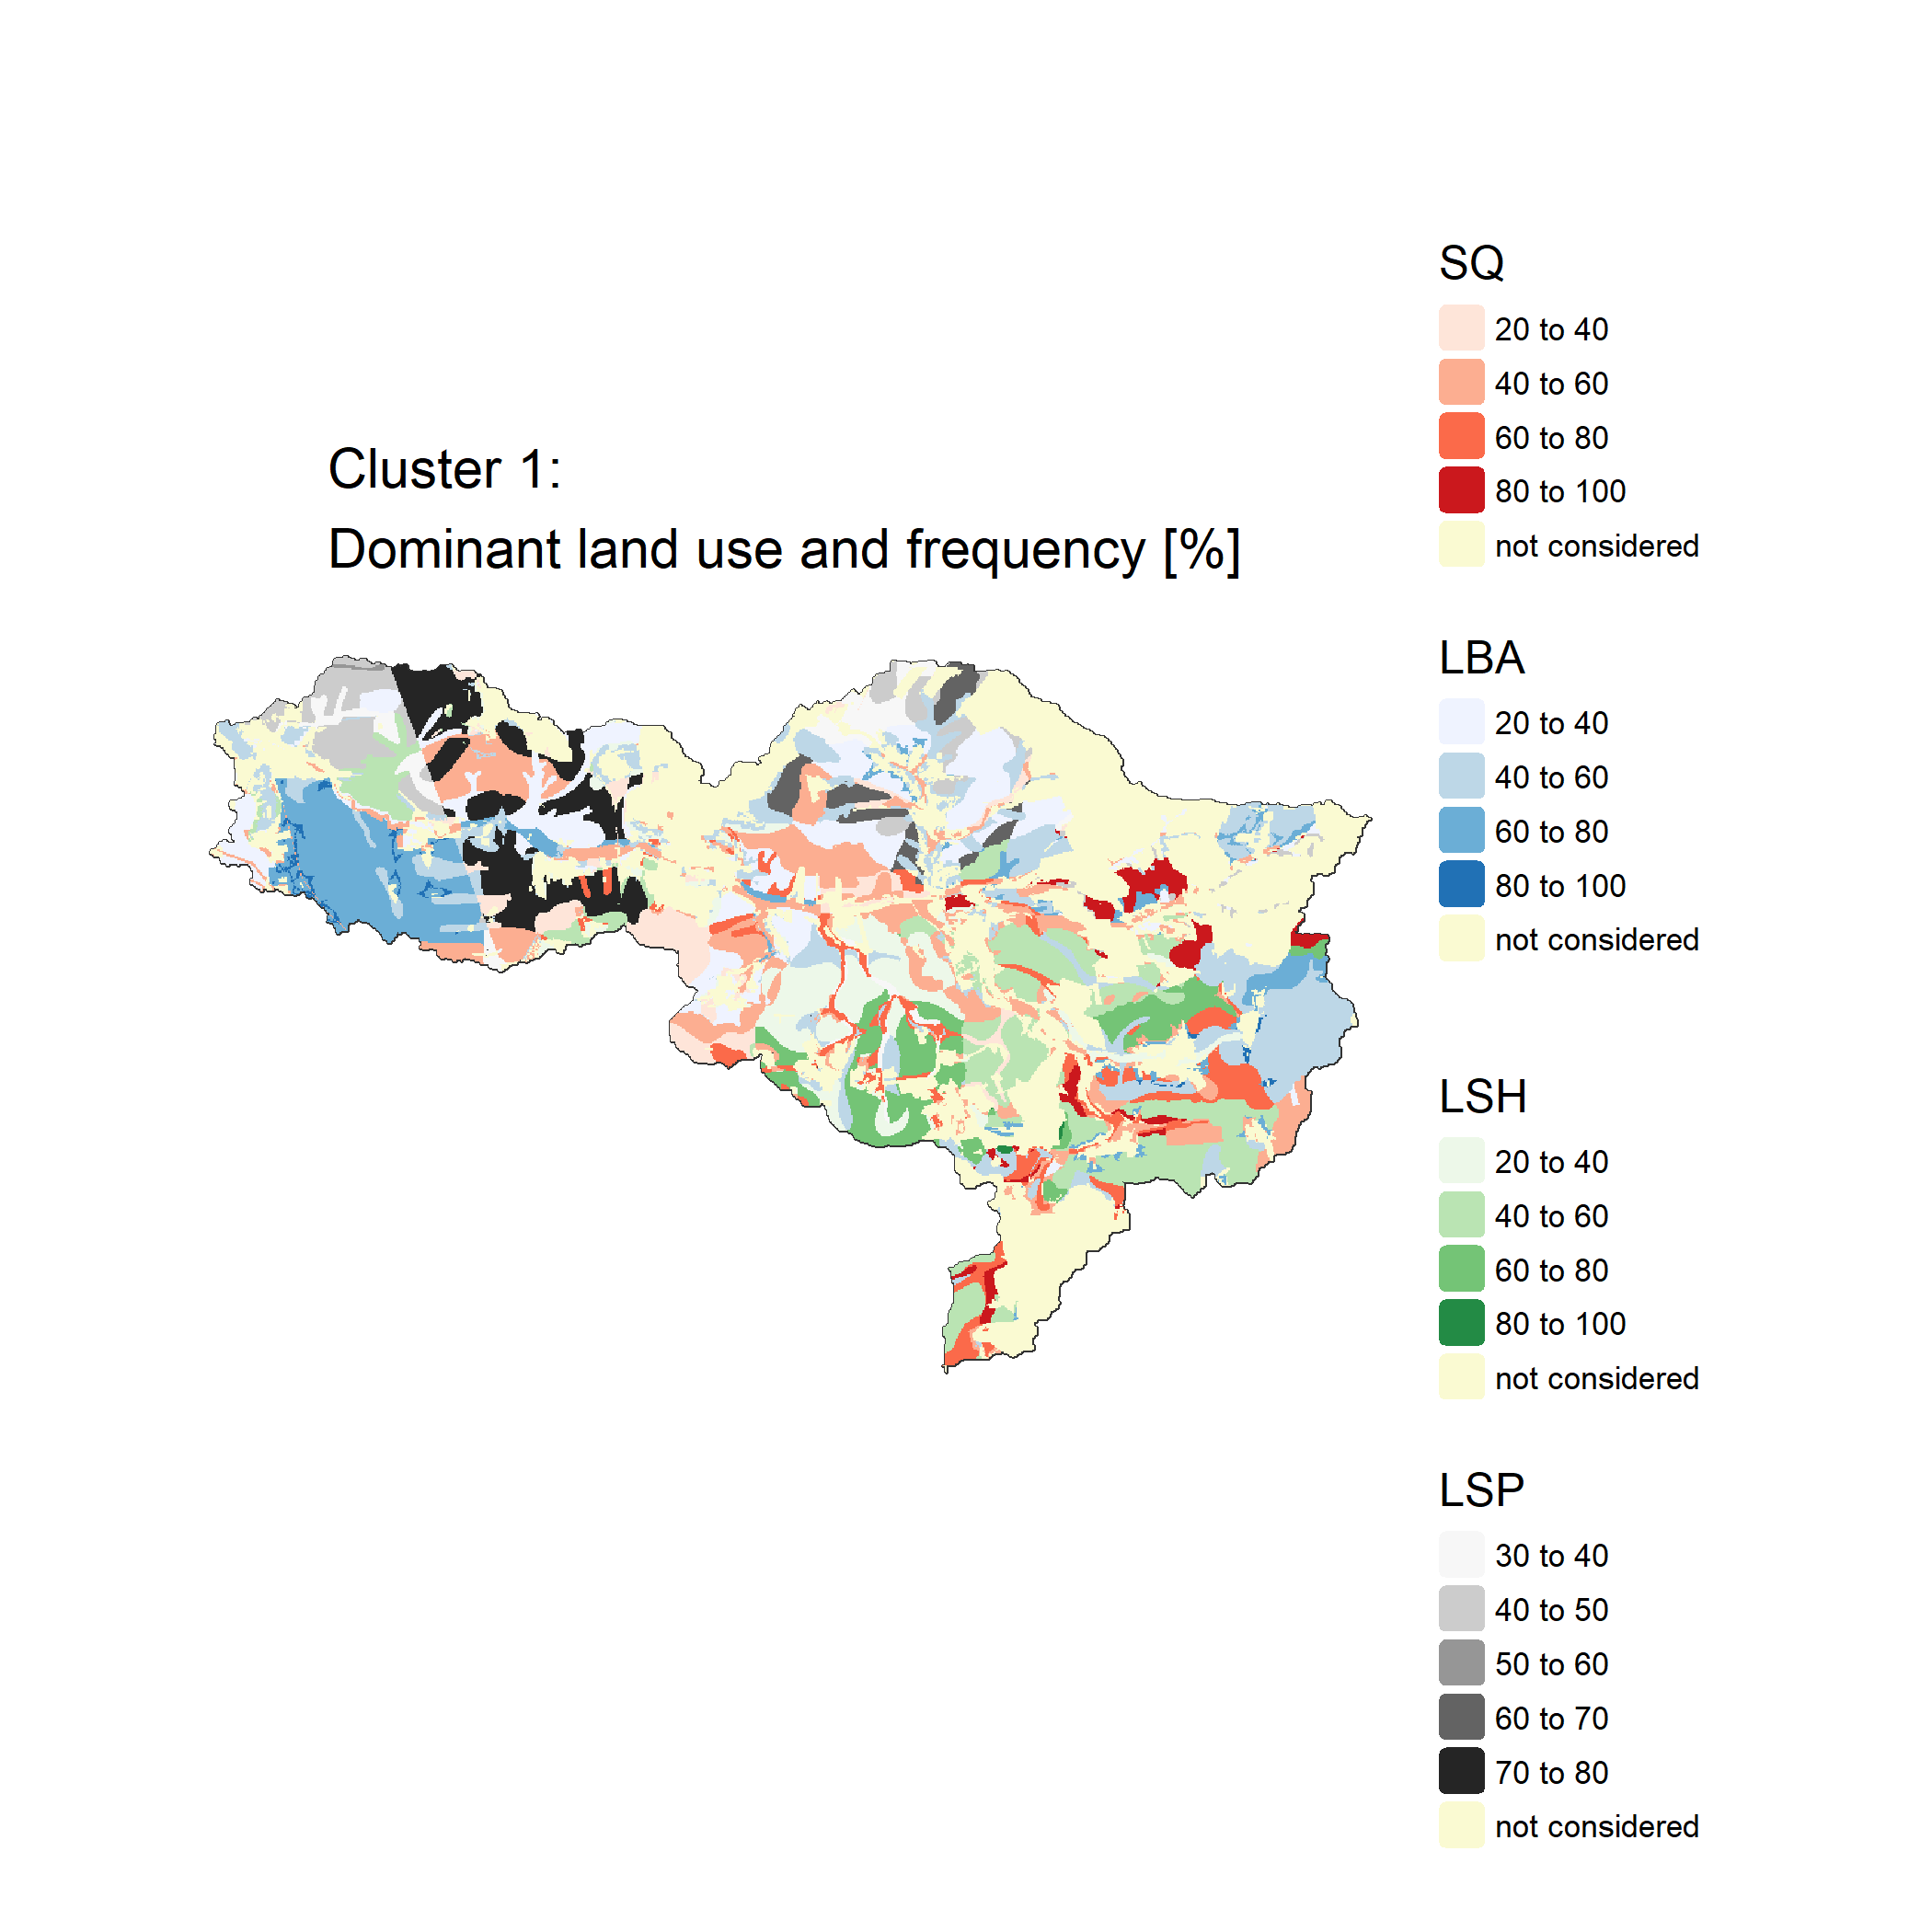 Cluster 1:
Dominant land use and frequency [%]
SQ
20 to 40
40 to 60
60 to 80
80 to 100
not considered
LBA
20 to 40
40 to 60
60 to 80
80 to 100
not considered
LSH
20 to 40
40 to 60
60 to 80
80 to 100
not considered
LSP
30 to 40
40 to 50
50 to 60
60 to 70
70 to 80
not considered